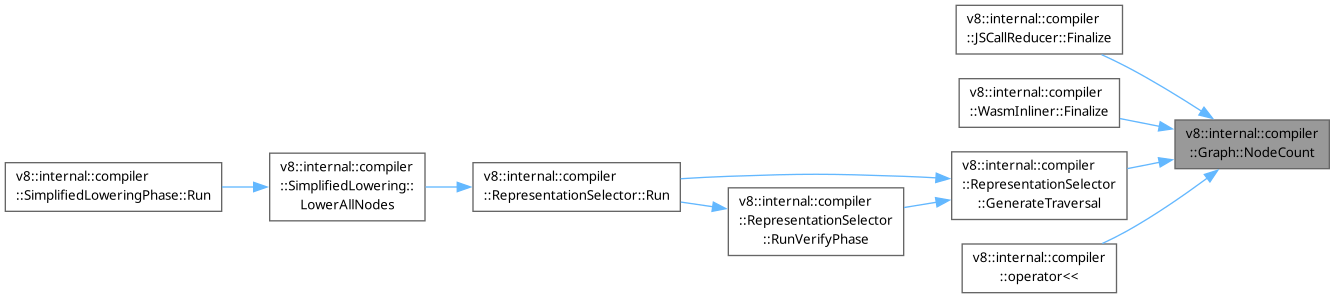 v8::internal::compiler
::JSCallReducer::Finalize
v8::internal::compiler
::WasmInliner::Finalize
v8::internal::compiler
::Graph::NodeCount
v8::internal::compiler
::SimplifiedLoweringPhase::Run
v8::internal::compiler
::SimplifiedLowering::
LowerAllNodes
v8::internal::compiler
::RepresentationSelector::Run
v8::internal::compiler
::RepresentationSelector
::GenerateTraversal
v8::internal::compiler
::RepresentationSelector
::RunVerifyPhase
v8::internal::compiler
::operator<<